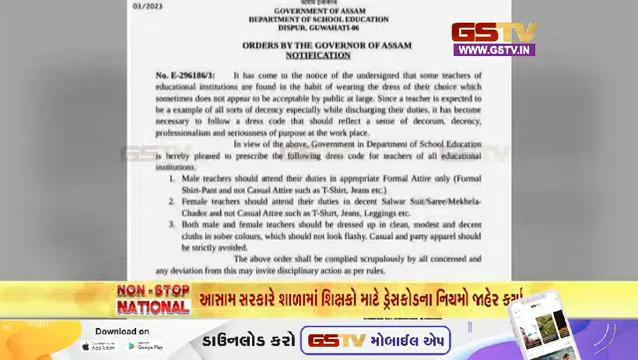 03/2023
GOVERNMENT OF ASSAM
DEPARTMENT OF SCHOOL EDUCATION
DISPUR, GUWAHATI-06
GSTV
WWW.GSTV.IN
ORDERS BY THE GOVERNOR OF ASSAM
NOTIFICATION
No. E-296186/3: It has come to the notice of the undersigned that some teachers of
educational institutions are found in the habit of wearing the dress of their choice which
sometimes does not appear to be acceptable by public at large. Since a teacher is expected to
be a example of all sorts of decency especially while discharging their duties, it has become
necessary to follow a dress code that should reflect a sense of decorum, decency,
professionalism and seriousness of purpose at the work place.
In view of the above, Government in Department of School Education
is hereby pleased to prescribe the following dress code for teachers of all educational
institutions.
1. Male teachers should attend their duties in appropriate Formal Attire only (Formal
Shirt-Pant and not Casual Attire such as T-Shirt, Jeans etc.)
2. Female teachers should attend their duties in decent Salwar Suit/Saree/Mekhela-
Chador and not Casual Attire such as T-Shirt, Jeans, Leggings etc.
3. Both male and female teachers should be dressed up in clean, modest and decent
cloths in sober colours, which should not look flashy. Casual and party apparel should
be strictly avoided.
The above order shall be complied scrupulously by all concerned and
any deviation from this may invite disciplinary action as per rules.
NON-STOP
NATIONAL
આસામ સરકારે શાળામાં શિક્ષકો માટે ડ્રેસકોડના નિયમો જાહેર કર્યા
Download on
App Store
Google Play
ડાઉનલોડ કરો GSTV મોબાઈલ એપ